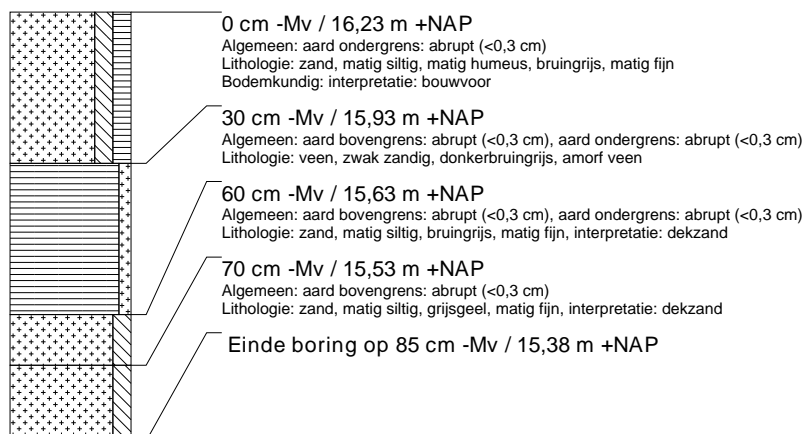 0 cm -Mv / 16,23 m +NAP
Algemeen: aard ondergrens: abrupt (<0,3 cm)
Lithologie: zand, matig siltig, matig humeus, bruingrijs, matig fijn
Bodemkundig: interpretatie: bouwvoor
30 cm -Mv / 15,93 m +NAP
Algemeen: aard bovengrens: abrupt (<0,3 cm), aard ondergrens: abrupt (<0,3 cm)
Lithologie: veen, zwak zandig, donkerbruingrijs, amorf veen
60 cm -Mv / 15,63 m +NAP
Algemeen: aard bovengrens: abrupt (<0,3 cm), aard ondergrens: abrupt (<0,3 cm)
Lithologie: zand, matig siltig, bruingrijs, matig fijn, interpretatie: dekzand
70 cm -Mv / 15,53 m +NAP
Algemeen: aard bovengrens: abrupt (<0,3 cm)
Lithologie: zand, matig siltig, grijsgeel, matig fijn, interpretatie: dekzand
Einde boring op 85 cm -Mv / 15,38 m +NAP